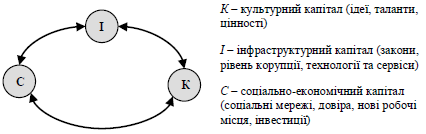 І
С
К
К – культурний капітал (ідеї, таланти,
цінності)
І – інфраструктурний капітал (закони,
рівень корупції, технології та сервіси)
С – соціально-економічний капітал
(соціальні мережі, довіра, нові робочі
місця, інвестиції)